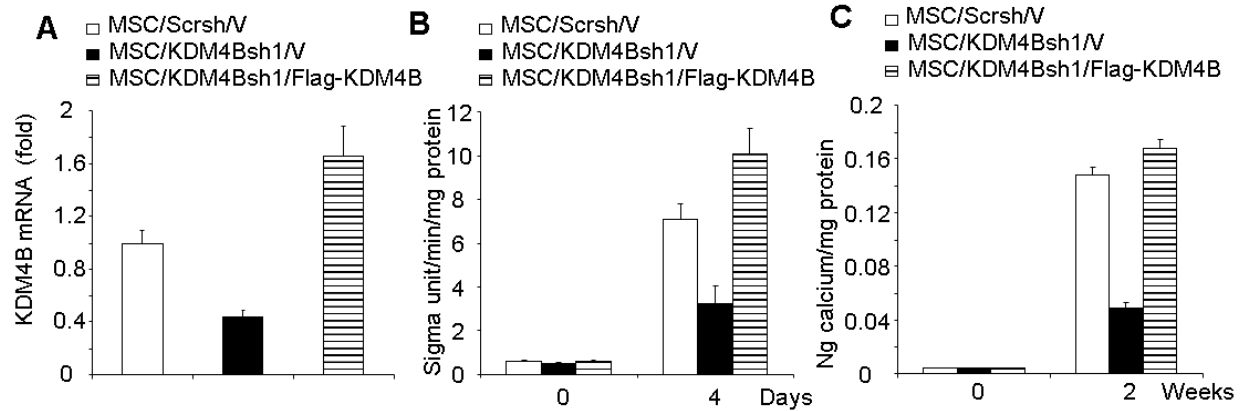 A
MSC/Scrsh/V
MSC/KDM4Bsh1/V
MSC/KDM4Bsh1/Flag-KDM4B
KDM4B mRNA (fold)
2
1.6
1.2
0.8
0.4
0
B
MSC/Scrsh/V
MSC/KDM4Bsh1/V
MSC/KDM4Bsh1/Flag-KDM4B
Sigma unit/min/mg protein
12
10
8
6
4
2
0
0 4 Days
C
MSC/Scrsh/V
MSC/KDM4Bsh1/V
MSC/KDM4Bsh1/Flag-KDM4B
Ng calcium/mg protein
0.2
0.16
0.12
0.08
0.04
0
0 2 Weeks